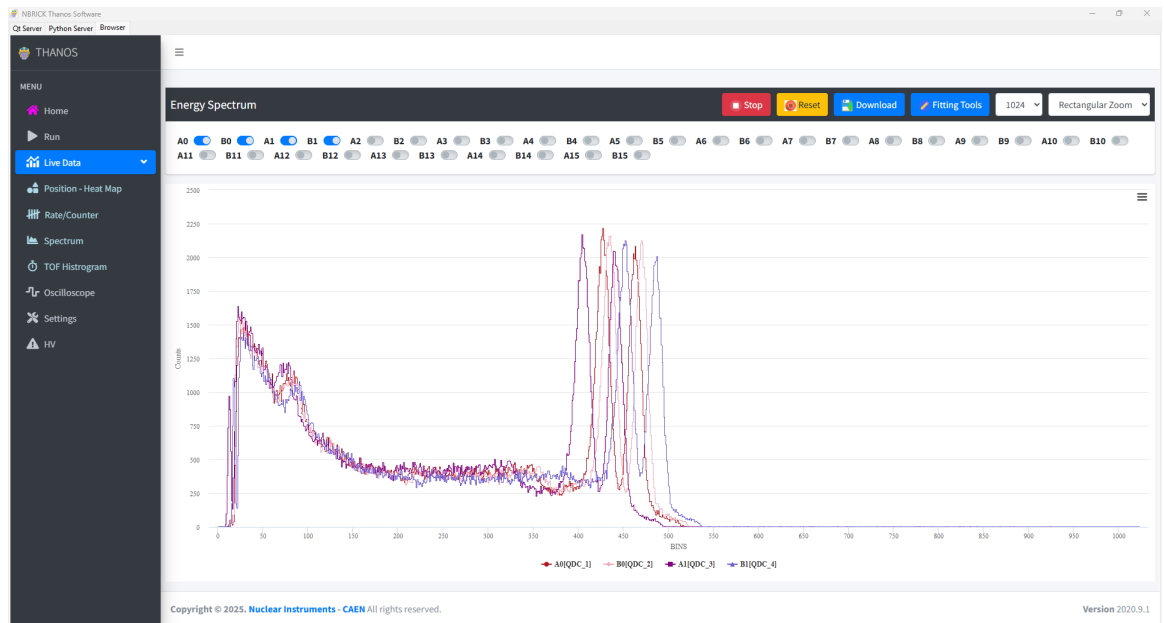 NBRICK Thanos Software
Qt Server Python Server Browser
THANOS
MENU
Home
Run
Live Data
Position - Heat Map
Rate/Counter
Spectrum
TOF Histrogram
Oscilloscope
Settings
HV
Energy Spectrum Stop Reset Download Fitting Tools 1024 Rectangular Zoom
A0 B0 A1 B1 A2 B2 A3 B3 A4 B4 A5 B5 A6 B6 A7 B7 A8 B8 A9 B9 A10 B10
A11 B11 A12 B12 A13 B13 A14 B14 A15 B15
2500
2250
2000
1750
1500
1250
1000
750
500
250
0
Counts
0 50 100 150 200 250 300 350 400 450 500 550 600 650 700 750 800 850 900 950 1000
BINS
A0[QDC_1] B0[QDC_2] A1[QDC_3] B1[QDC_4]
Copyright © 2025. Nuclear Instruments - CAEN All rights reserved. Version 2020.9.1